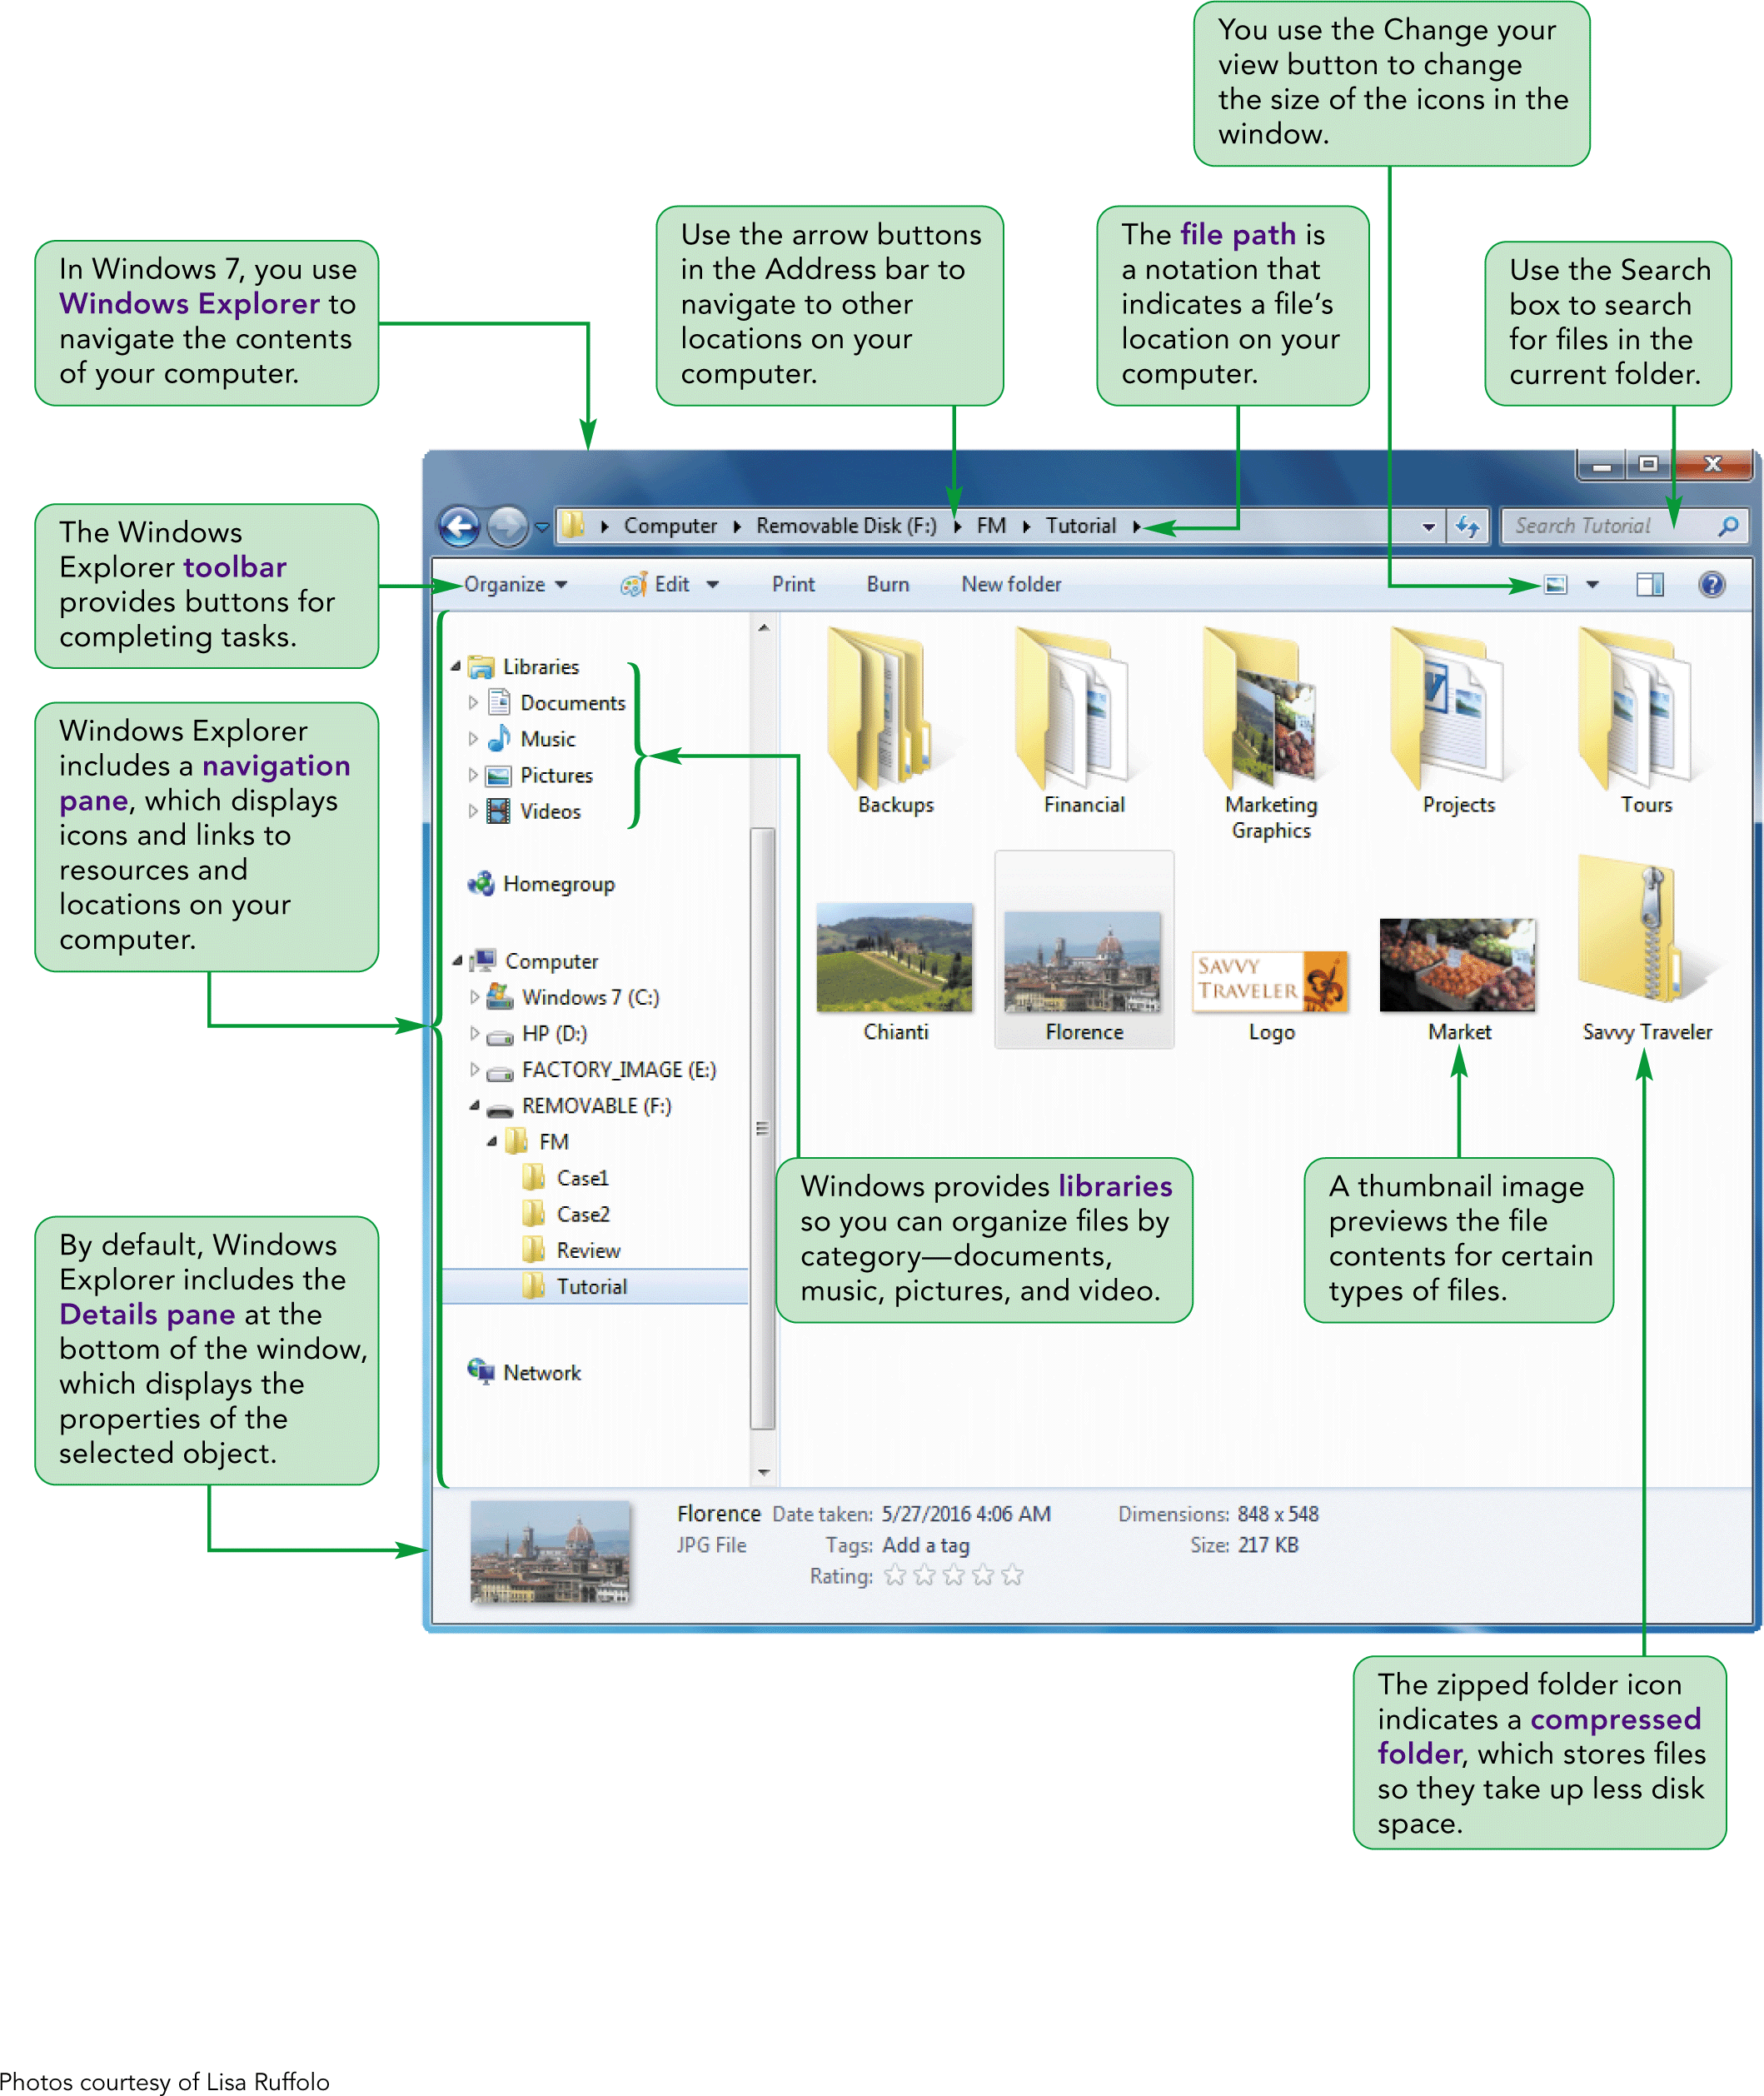 You use the Change your
view button to change
the size of the icons in the
window.
In Windows 7, you use
Windows Explorer to
navigate the contents
of your computer.
Use the arrow buttons
in the Address bar to
navigate to other
locations on your
computer.
The file path is
a notation that
indicates a file's
location on your
computer.
Use the Search
box to search
for files in the
current folder.
The Windows
Explorer toolbar
provides buttons for
completing tasks.
Windows Explorer
includes a navigation
pane, which displays
icons and links to
resources and
locations on your
computer.
By default, Windows
Explorer includes the
Details pane at the
bottom of the window,
which displays the
properties of the
selected object.
Computer Removable Disk (F:) FM Tutorial
Search Tutorial
Organize Edit Print Burn New folder
Libraries
Documents
Music
Pictures
Videos
Homegroup
Computer
Windows 7 (C:)
HP (D:)
FACTORY_IMAGE (E:)
REMOVABLE (F:)
FM
Case1
Case2
Review
Tutorial
Network
Backups
Financial
Marketing
Graphics
Projects
Tours
Chianti
Florence
SAVVY
TRAVELER
Logo
Market
Savvy Traveler
Windows provides libraries
so you can organize files by
category—documents,
music, pictures, and video.
A thumbnail image
previews the file
contents for certain
types of files.
Florence Date taken: 5/27/2016 4:06 AM Dimensions: 848 x 548
JPG File Tags: Add a tag Size: 217 KB
Rating:
The zipped folder icon
indicates a compressed
folder, which stores files
so they take up less disk
space.
Photos courtesy of Lisa Ruffolo